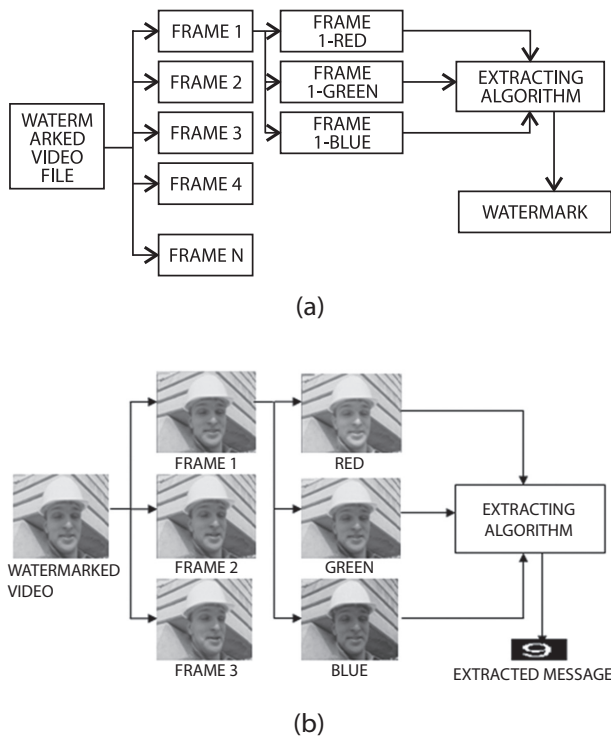 FRAME 1
FRAME
1-RED
FRAME 2
FRAME
1-GREEN
EXTRACTING
ALGORITHM
WATERM
ARKED
VIDEO
FILE
FRAME 3
FRAME
1-BLUE
FRAME 4
WATERMARK
FRAME N
(a)
FRAME 1
RED
EXTRACTING
ALGORITHM
WATERMARKED
VIDEO
FRAME 2
GREEN
9
FRAME 3
BLUE
EXTRACTED MESSAGE
(b)